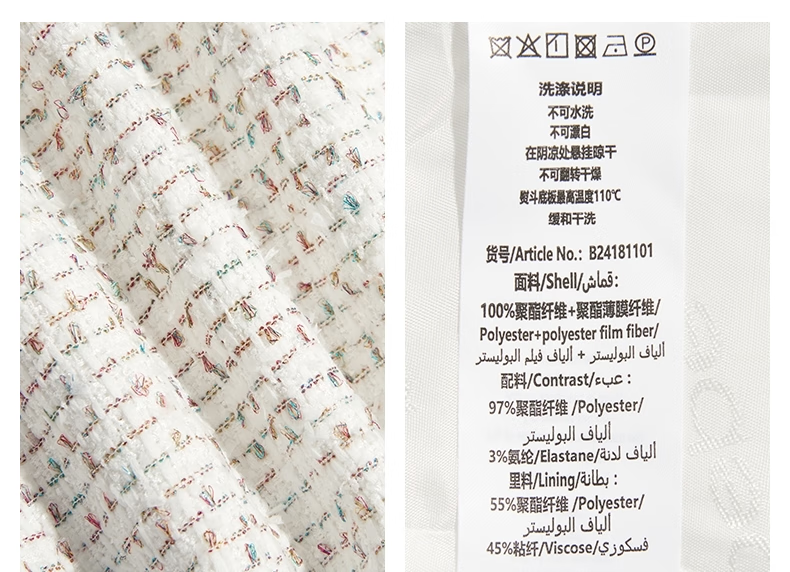 洗涤说明
不可水洗
不可漂白
在阴凉处悬挂晾干
不可翻转干燥
熨斗底板最高温度110℃
缓和干洗
货号/Article No.: B24181101
面料/Shell/قماش:
100%聚酯纤维+聚酯薄膜纤维/
Polyester+polyester film fiber/
ألياف البوليستر + ألياف فيلم البوليستر
配料/Contrast/عبء:
97%聚酯纤维 /Polyester/
ألياف البوليستر
3%氨纶/Elastane/ألياف لدنة
里料/Lining/بطانة:
55%聚酯纤维 /Polyester/
ألياف البوليستر
45%粘纤/Viscose/فسكوزي